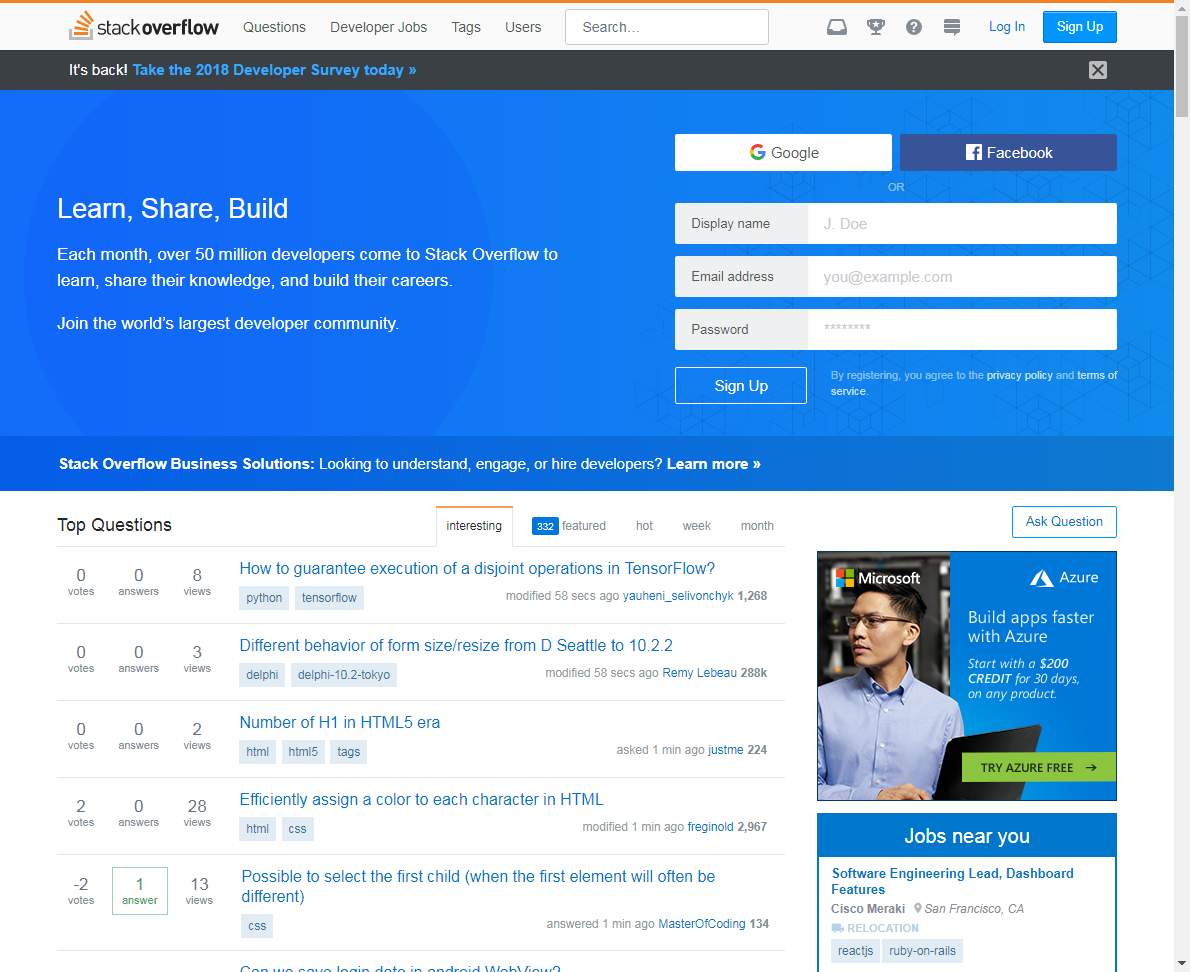 stackoverflow Questions Developer Jobs Tags Users Search… Log In Sign Up
It's back! Take the 2018 Developer Survey today »
Google Facebook
OR
Learn, Share, Build
Each month, over 50 million developers come to Stack Overflow to
learn, share their knowledge, and build their careers.
Join the world’s largest developer community.
Display name J. Doe
Email address you@example.com
Password ********
Sign Up
By registering, you agree to the privacy policy and terms of
service.
Stack Overflow Business Solutions: Looking to understand, engage, or hire developers? Learn more »
Top Questions interesting 332 featured hot week month
0 votes 0 answers 8 views
How to guarantee execution of a disjoint operations in TensorFlow?
python tensorflow modified 58 secs ago yauheni_selivonchyk 1,268
0 votes 0 answers 3 views
Different behavior of form size/resize from D Seattle to 10.2.2
delphi delphi-10.2-tokyo modified 58 secs ago Remy Lebeau 288k
0 votes 0 answers 2 views
Number of H1 in HTML5 era
html html5 tags asked 1 min ago justme 224
2 votes 0 answers 28 views
Efficiently assign a color to each character in HTML
html css modified 1 min ago freginold 2,967
-2 votes 1 answer 13 views
Possible to select the first child (when the first element will often be
different)
css answered 1 min ago MasterOfCoding 134
Can we save login date in android WebView?
Ask Question
Microsoft Azure
Build apps faster
with Azure
Start with a $200
CREDIT for 30 days,
on any product.
TRY AZURE FREE →
Jobs near you
Software Engineering Lead, Dashboard
Features
Cisco Meraki San Francisco, CA
RELOCATION
reactjs ruby-on-rails